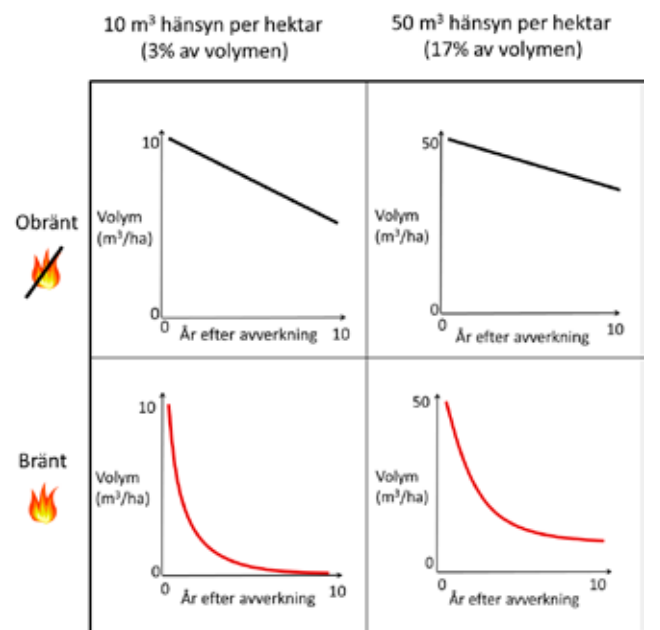 10 m³ hänsyn per hektar
(3% av volymen)
50 m³ hänsyn per hektar
(17% av volymen)
Obränt
10
Volym
(m³/ha)
0
0
År efter avverkning
10
50
Volym
(m³/ha)
0
0
År efter avverkning
10
Bränt
10
Volym
(m³/ha)
0
0
År efter avverkning
10
50
Volym
(m³/ha)
0
0
År efter avverkning
10